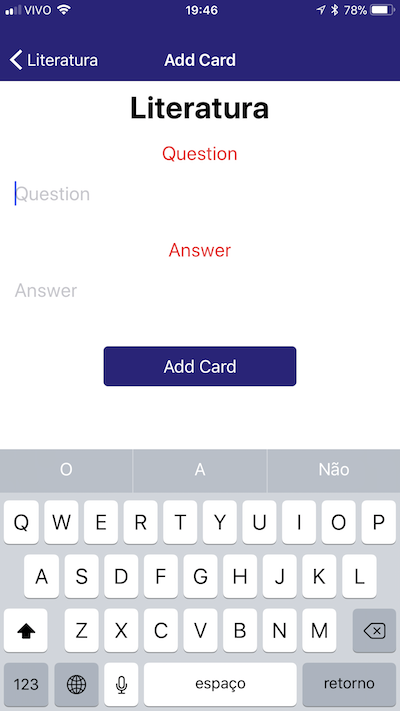 VIVO 19:46 78%
Literatura Add Card
Literatura
Question
Question
Answer
Answer
Add Card
O A Não
Q W E R T Y U I O P
A S D F G H J K L
Z X C V B N M
123 espaço retorno